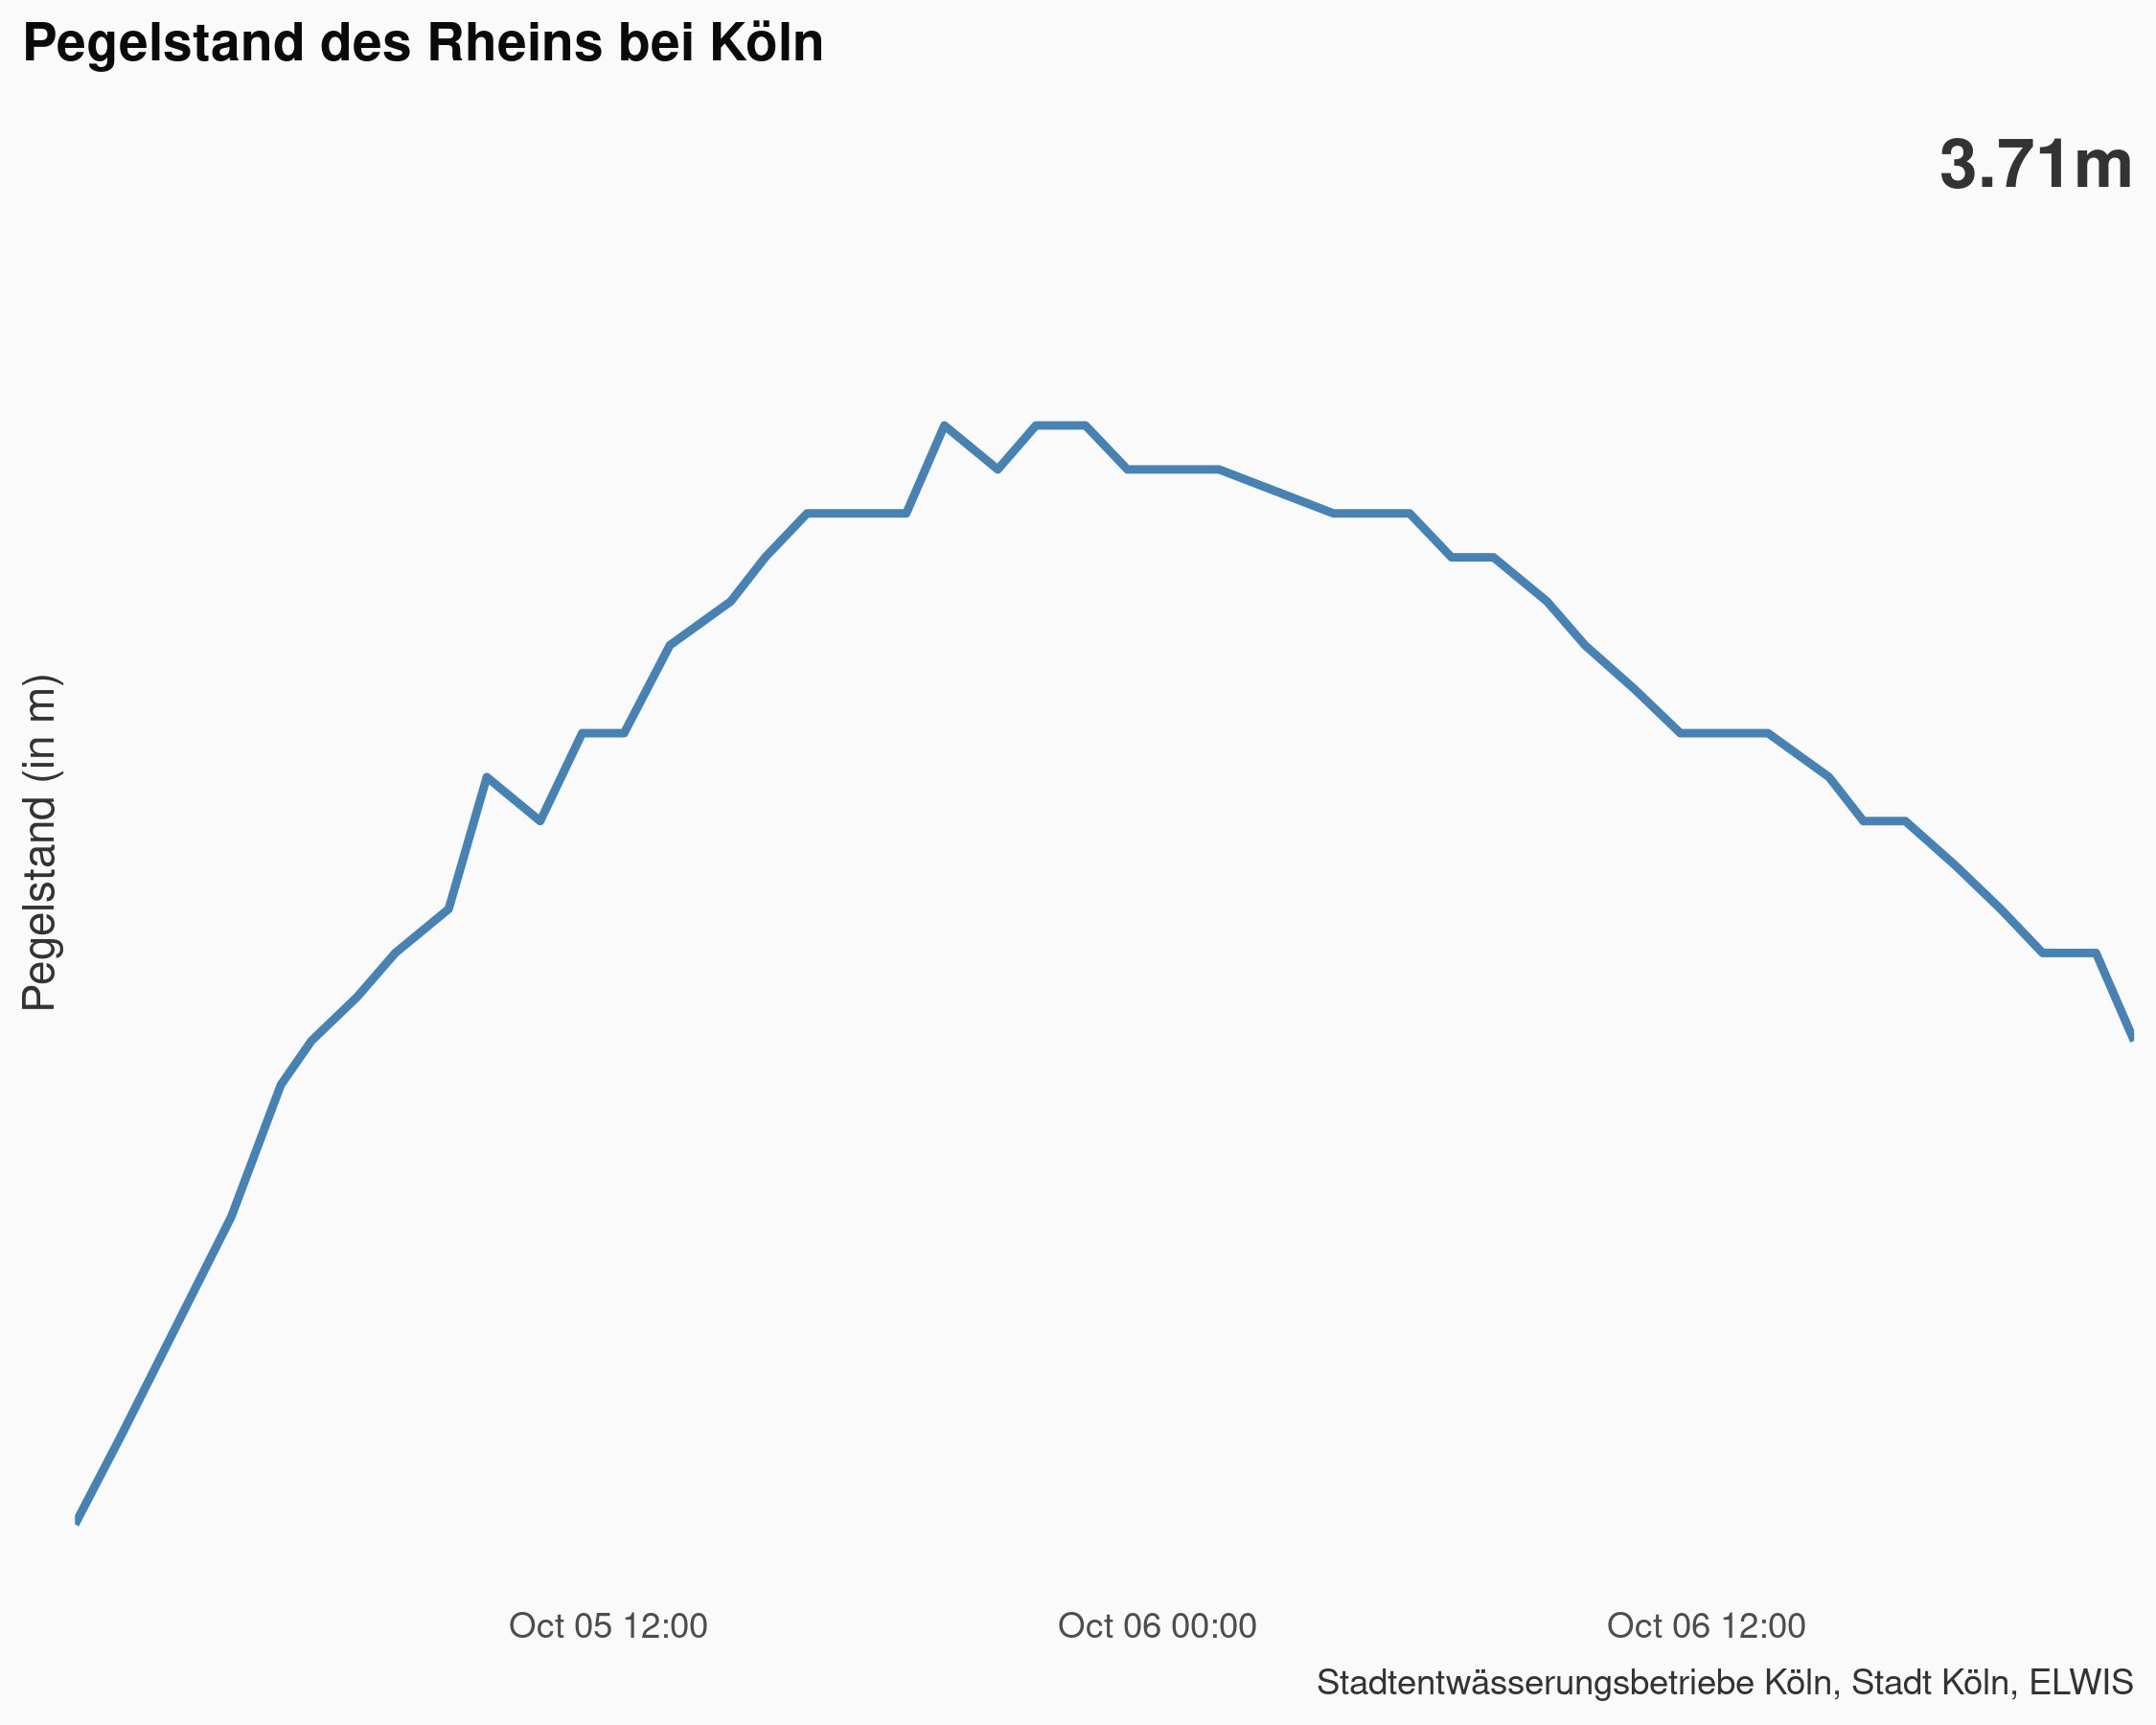 Pegelstand des Rheins bei Köln
3.71m
Pegelstand (in m)
Oct 05 12:00
Oct 06 00:00
Oct 06 12:00
Stadtentwässerungsbetriebe Köln, Stadt Köln, ELWIS